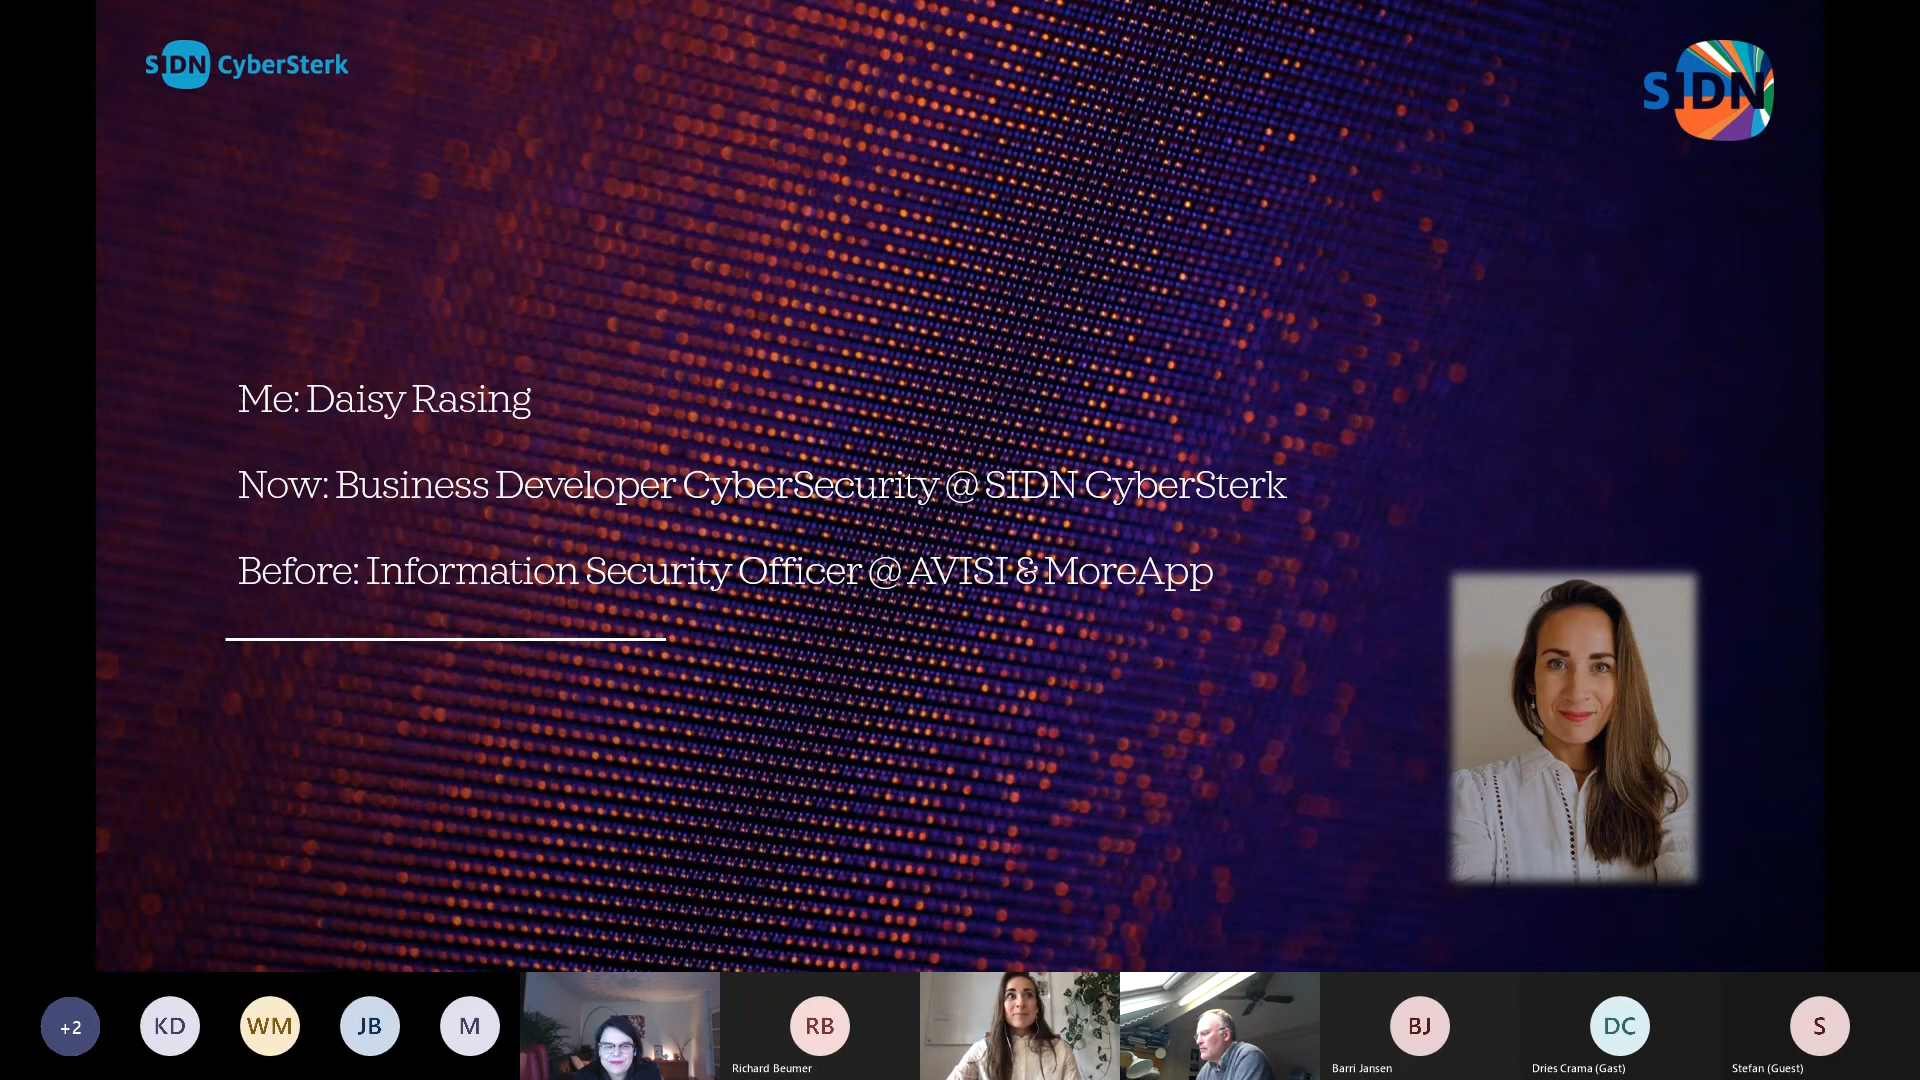 SIDN CyberSterk
SIDN
Me: Daisy Rasing
Now: Business Developer CyberSecurity @ SIDN CyberSterk
Before: Information Security Officer @ AVISI & MoreApp
+2
KD
WM
JB
M
RB
BJ
DC
S
Richard Beumer
Barri Jansen
Dries Crama (Gast)
Stefan (Guest)